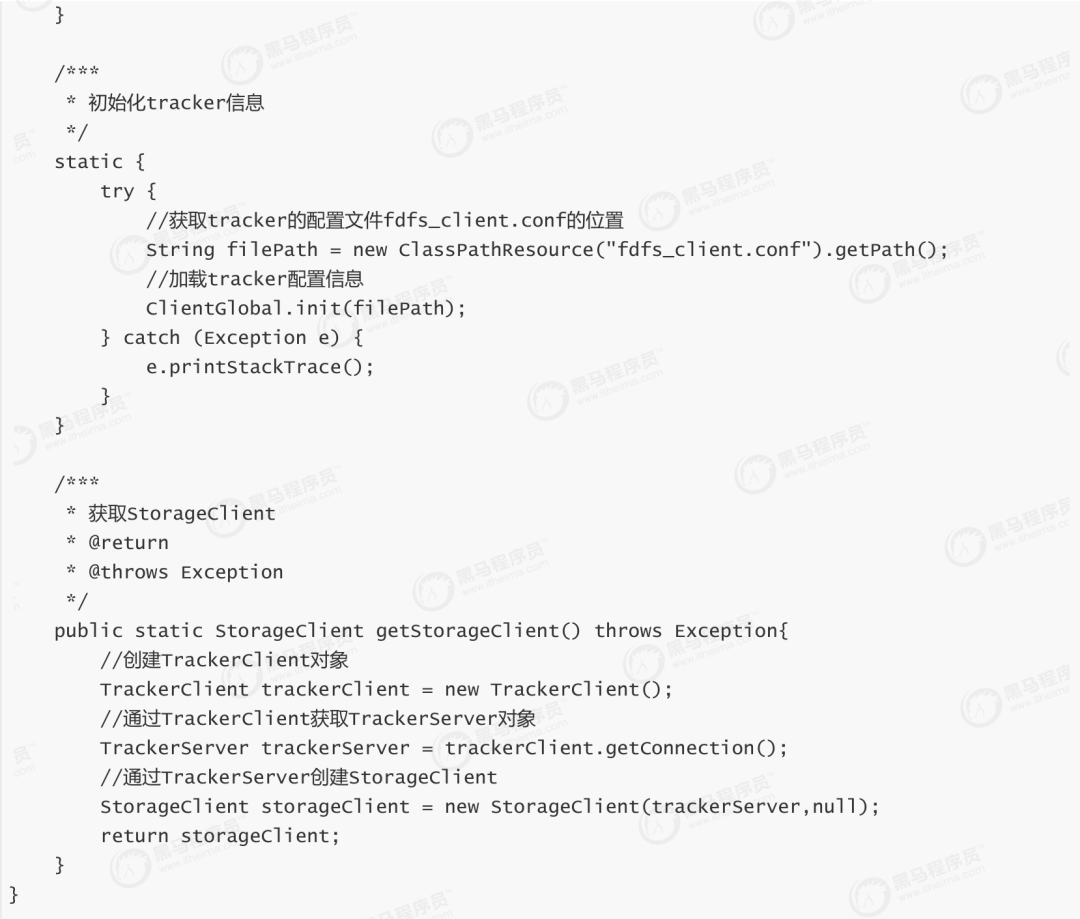 }
/***
 * 初始化tracker信息
 */
static {
    try {
        //获取tracker的配置文件fdfs_client.conf的位置
        String filePath = new ClassPathResource("fdfs_client.conf").getPath();
        //加载tracker配置信息
        ClientGlobal.init(filePath);
    } catch (Exception e) {
        e.printStackTrace();
    }
}
/***
 * 获取StorageClient
 * @return
 * @throws Exception
 */
public static StorageClient getStorageClient() throws Exception{
    //创建TrackerClient对象
    TrackerClient trackerClient = new TrackerClient();
    //通过TrackerClient获取TrackerServer对象
    TrackerServer trackerServer = trackerClient.getConnection();
    //通过TrackerServer创建StorageClient
    StorageClient storageClient = new StorageClient(trackerServer,null);
    return storageClient;
}
}
黑马程序员
www.itheima.com